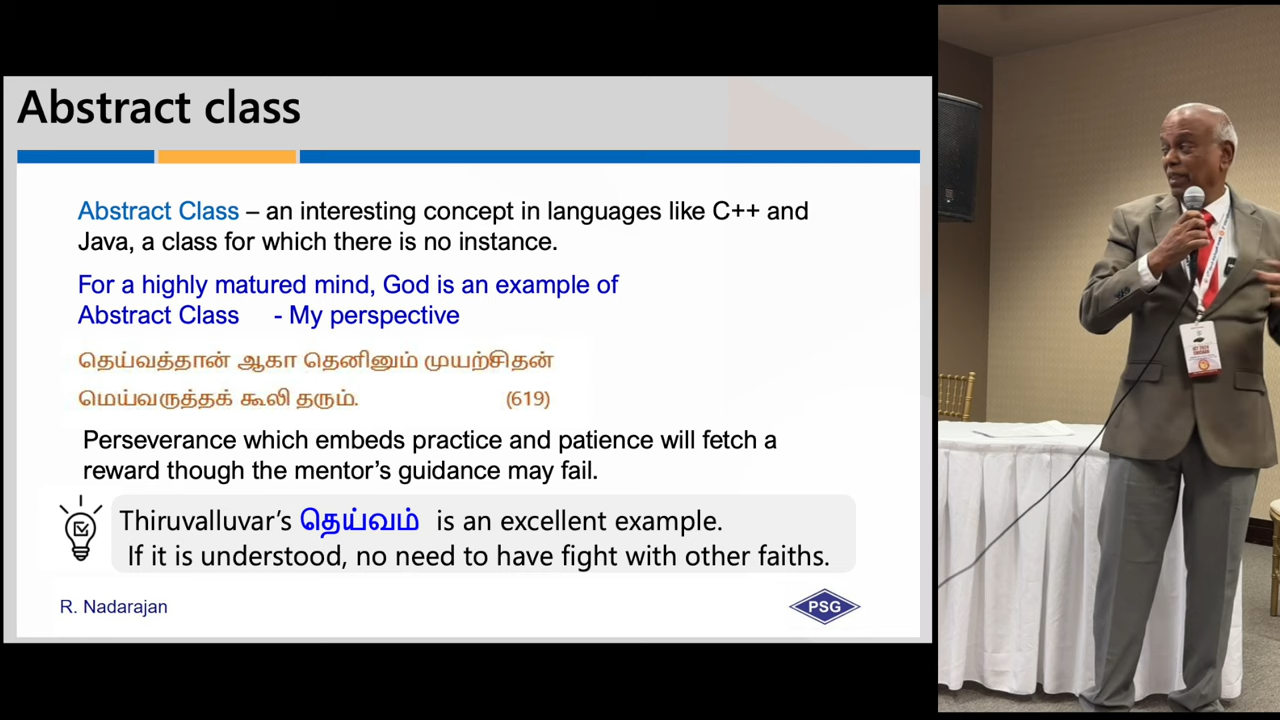 Abstract class
Abstract Class – an interesting concept in languages like C++ and
Java, a class for which there is no instance.
For a highly matured mind, God is an example of
Abstract Class - My perspective
தெய்வத்தான் ஆகா தெனினும் முயற்சிதன்
மெய்வருத்தக் கூலி தரும். (619)
Perseverance which embeds practice and patience will fetch a
reward though the mentor's guidance may fail.
Thiruvalluvar's தெய்வம் is an excellent example.
If it is understood, no need to have fight with other faiths.
R. Nadarajan
PSG